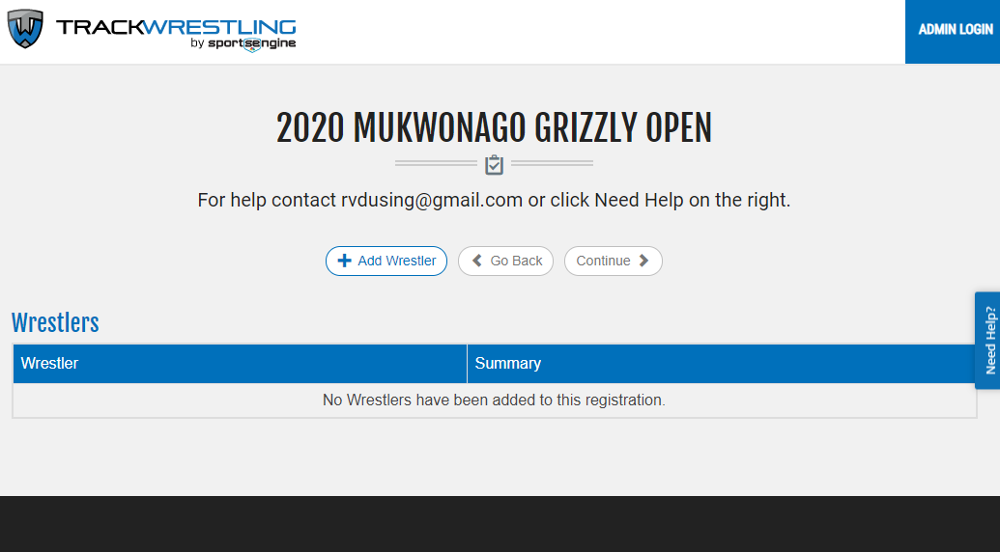 TRACKWRESTLING
by sportsengine
ADMIN LOGIN
2020 MUKWONAGO GRIZZLY OPEN
For help contact rvdusing@gmail.com or click Need Help on the right.
Add Wrestler
Go Back
Continue
Need Help?
Wrestlers
Wrestler Summary
No Wrestlers have been added to this registration.